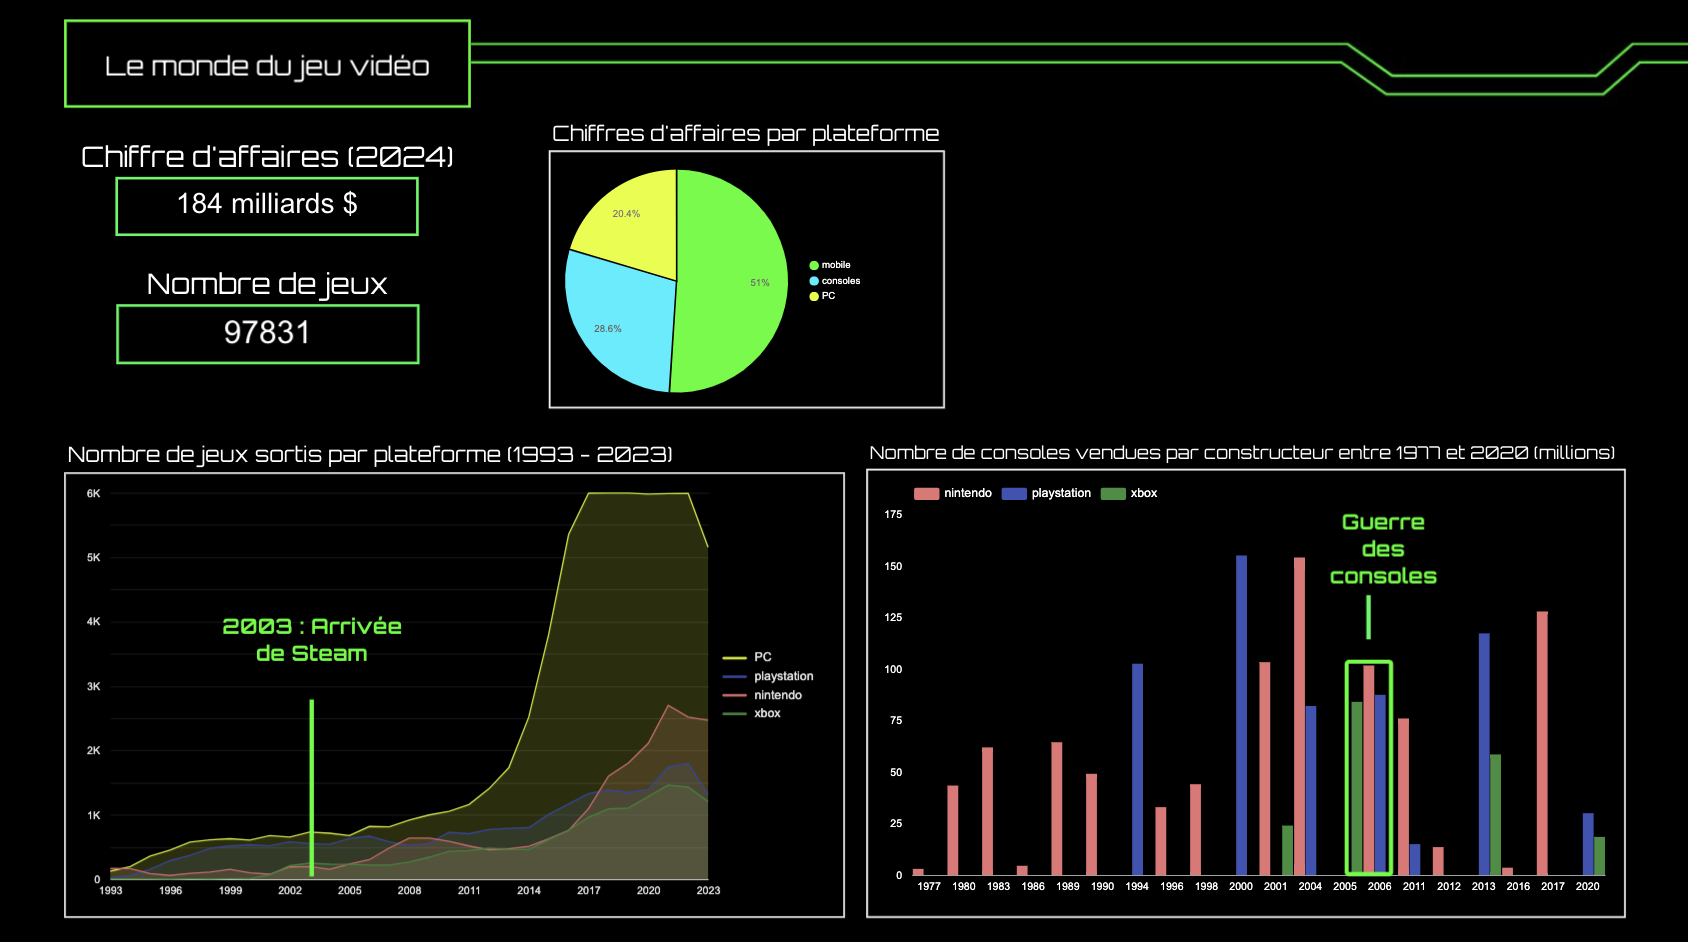 Le monde du jeu vidéo
Chiffre d'affaires (2024)
184 milliards $
Nombre de jeux
97831
Chiffres d'affaires par plateforme
20.4%
51%
28.6%
mobile
consoles
PC
Nombre de jeux sortis par plateforme (1993 - 2023)
6K
5K
4K
3K
2K
1K
0
2003 : Arrivée
de Steam
PC
playstation
nintendo
xbox
1993 1996 1999 2002 2005 2008 2011 2014 2017 2020 2023
Nombre de consoles vendues par constructeur entre 1977 et 2020 (millions)
nintendo playstation xbox
175
150
125
100
75
50
25
0
Guerre
des
consoles
1977 1980 1983 1986 1989 1990 1994 1996 1998 2000 2001 2004 2005 2006 2011 2012 2013 2016 2017 2020